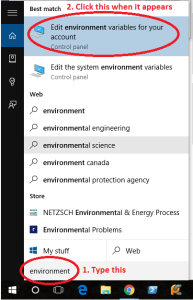 Best match
2. Click this when it appears
Edit environment variables for your
account
Control panel
Edit the system environment variables
Control panel
Web
environment
environmental engineering
environmental science
environment canada
environmental protection agency
Store
NETZSCH Environmental & Energy Process
Environmental Problems
My stuff
Web
environment
1. Type this